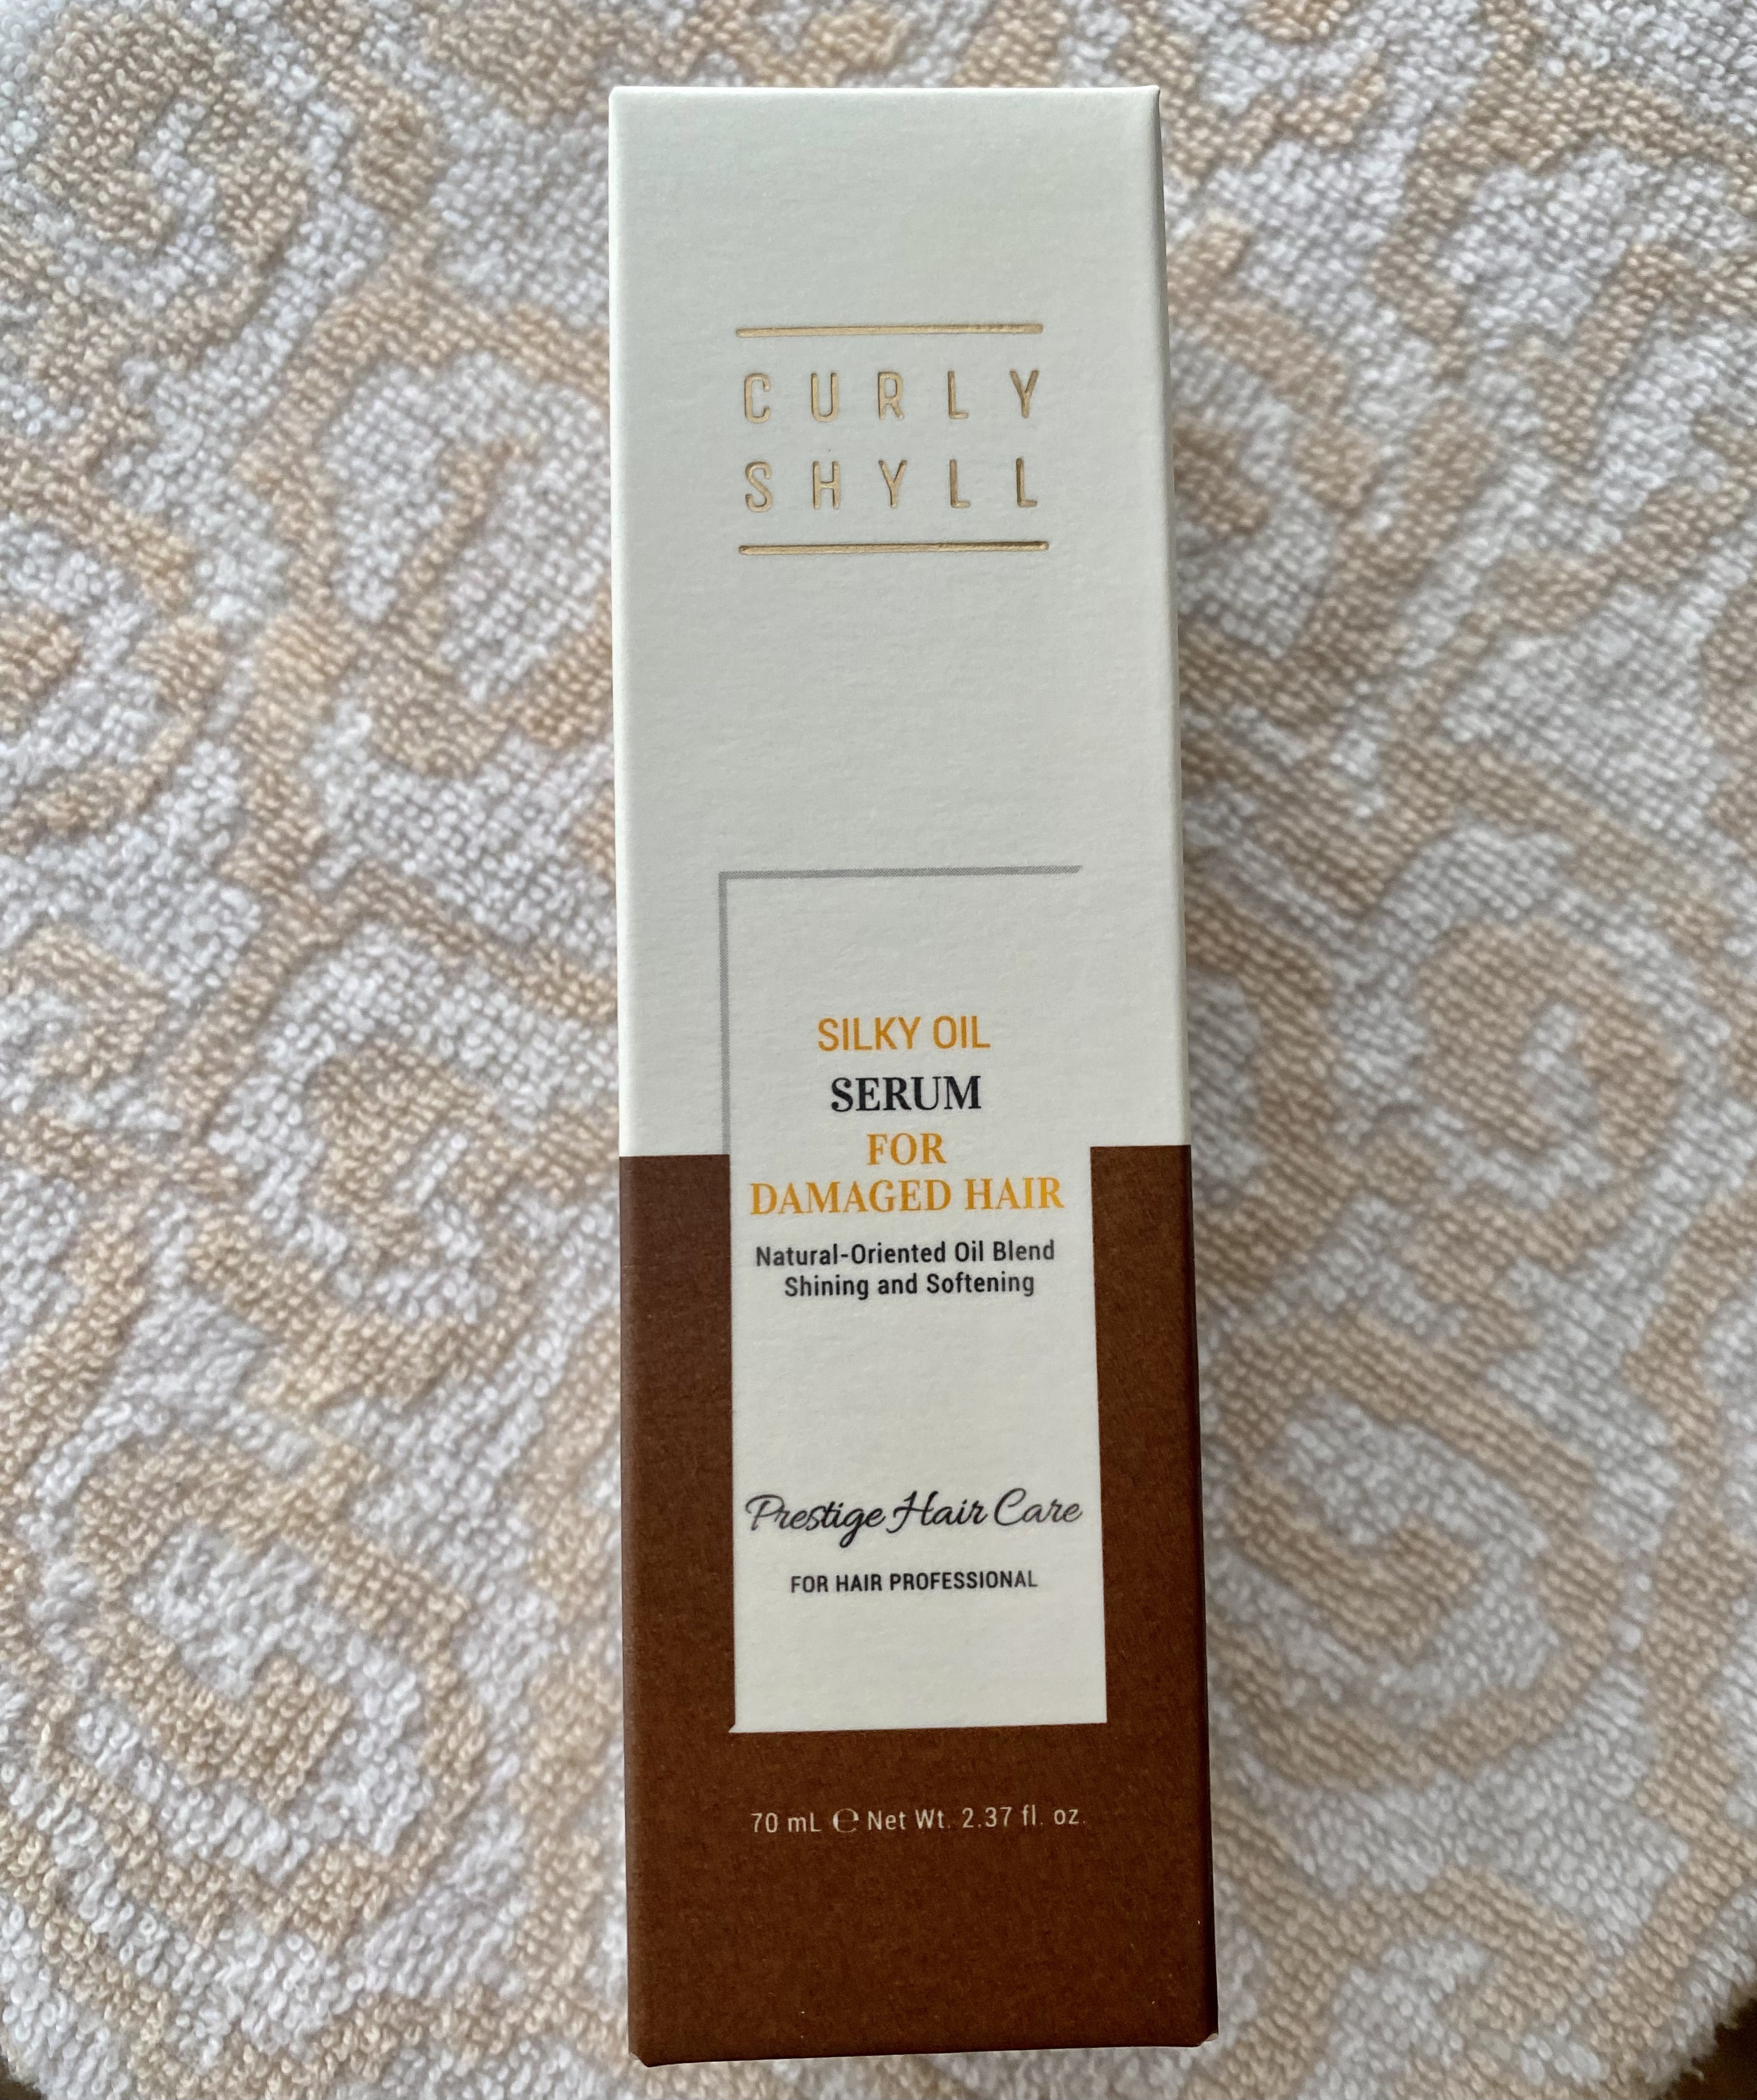 CURLY
SHYLL
SILKY OIL
SERUM
FOR
DAMAGED HAIR
Natural-Oriented Oil Blend
Shining and Softening
Prestige Hair Care
FOR HAIR PROFESSIONAL
70 mL ℮ Net Wt. 2.37 fl. oz.